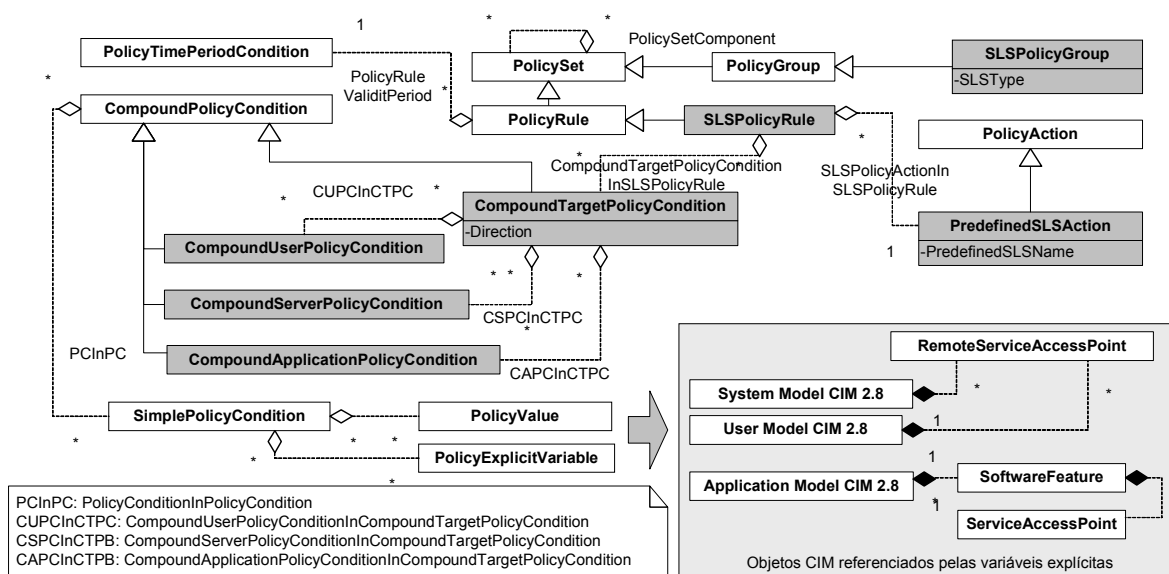 1
*
*
PolicyTimePeriodCondition
PolicySetComponent
PolicySet
PolicyGroup
SLSPolicyGroup
-SLSType
*
PolicyRule
ValiditPeriod
*
CompoundPolicyCondition
PolicyRule
SLSPolicyRule
*
PolicyAction
*
CompoundTargetPolicyCondition
InSLSPolicyRule
*
SLSPolicyActionIn
SLSPolicyRule
CUPCInCTPC
*
*
CompoundTargetPolicyCondition
-Direction
PredefinedSLSAction
-PredefinedSLSName
1
CompoundUserPolicyCondition
*
*
*
CompoundServerPolicyCondition
CSPCInCTPC
*
PCInPC
CompoundApplicationPolicyCondition
CAPCInCTPC
RemoteServiceAccessPoint
System Model CIM 2.8
*
*
SimplePolicyCondition
PolicyValue
User Model CIM 2.8
1
*
*
*
*
PolicyExplicitVariable
*
1
Application Model CIM 2.8
SoftwareFeature
*
1
ServiceAccessPoint
PCInPC: PolicyConditionInPolicyCondition
CUPCInCTPC: CompoundUserPolicyConditionInCompoundTargetPolicyCondition
CSPCInCTPB: CompoundServerPolicyConditionInCompoundTargetPolicyCondition
CAPCInCTPB: CompoundApplicationPolicyConditionInCompoundTargetPolicyCondition
Objetos CIM referenciados pelas variáveis explícitas